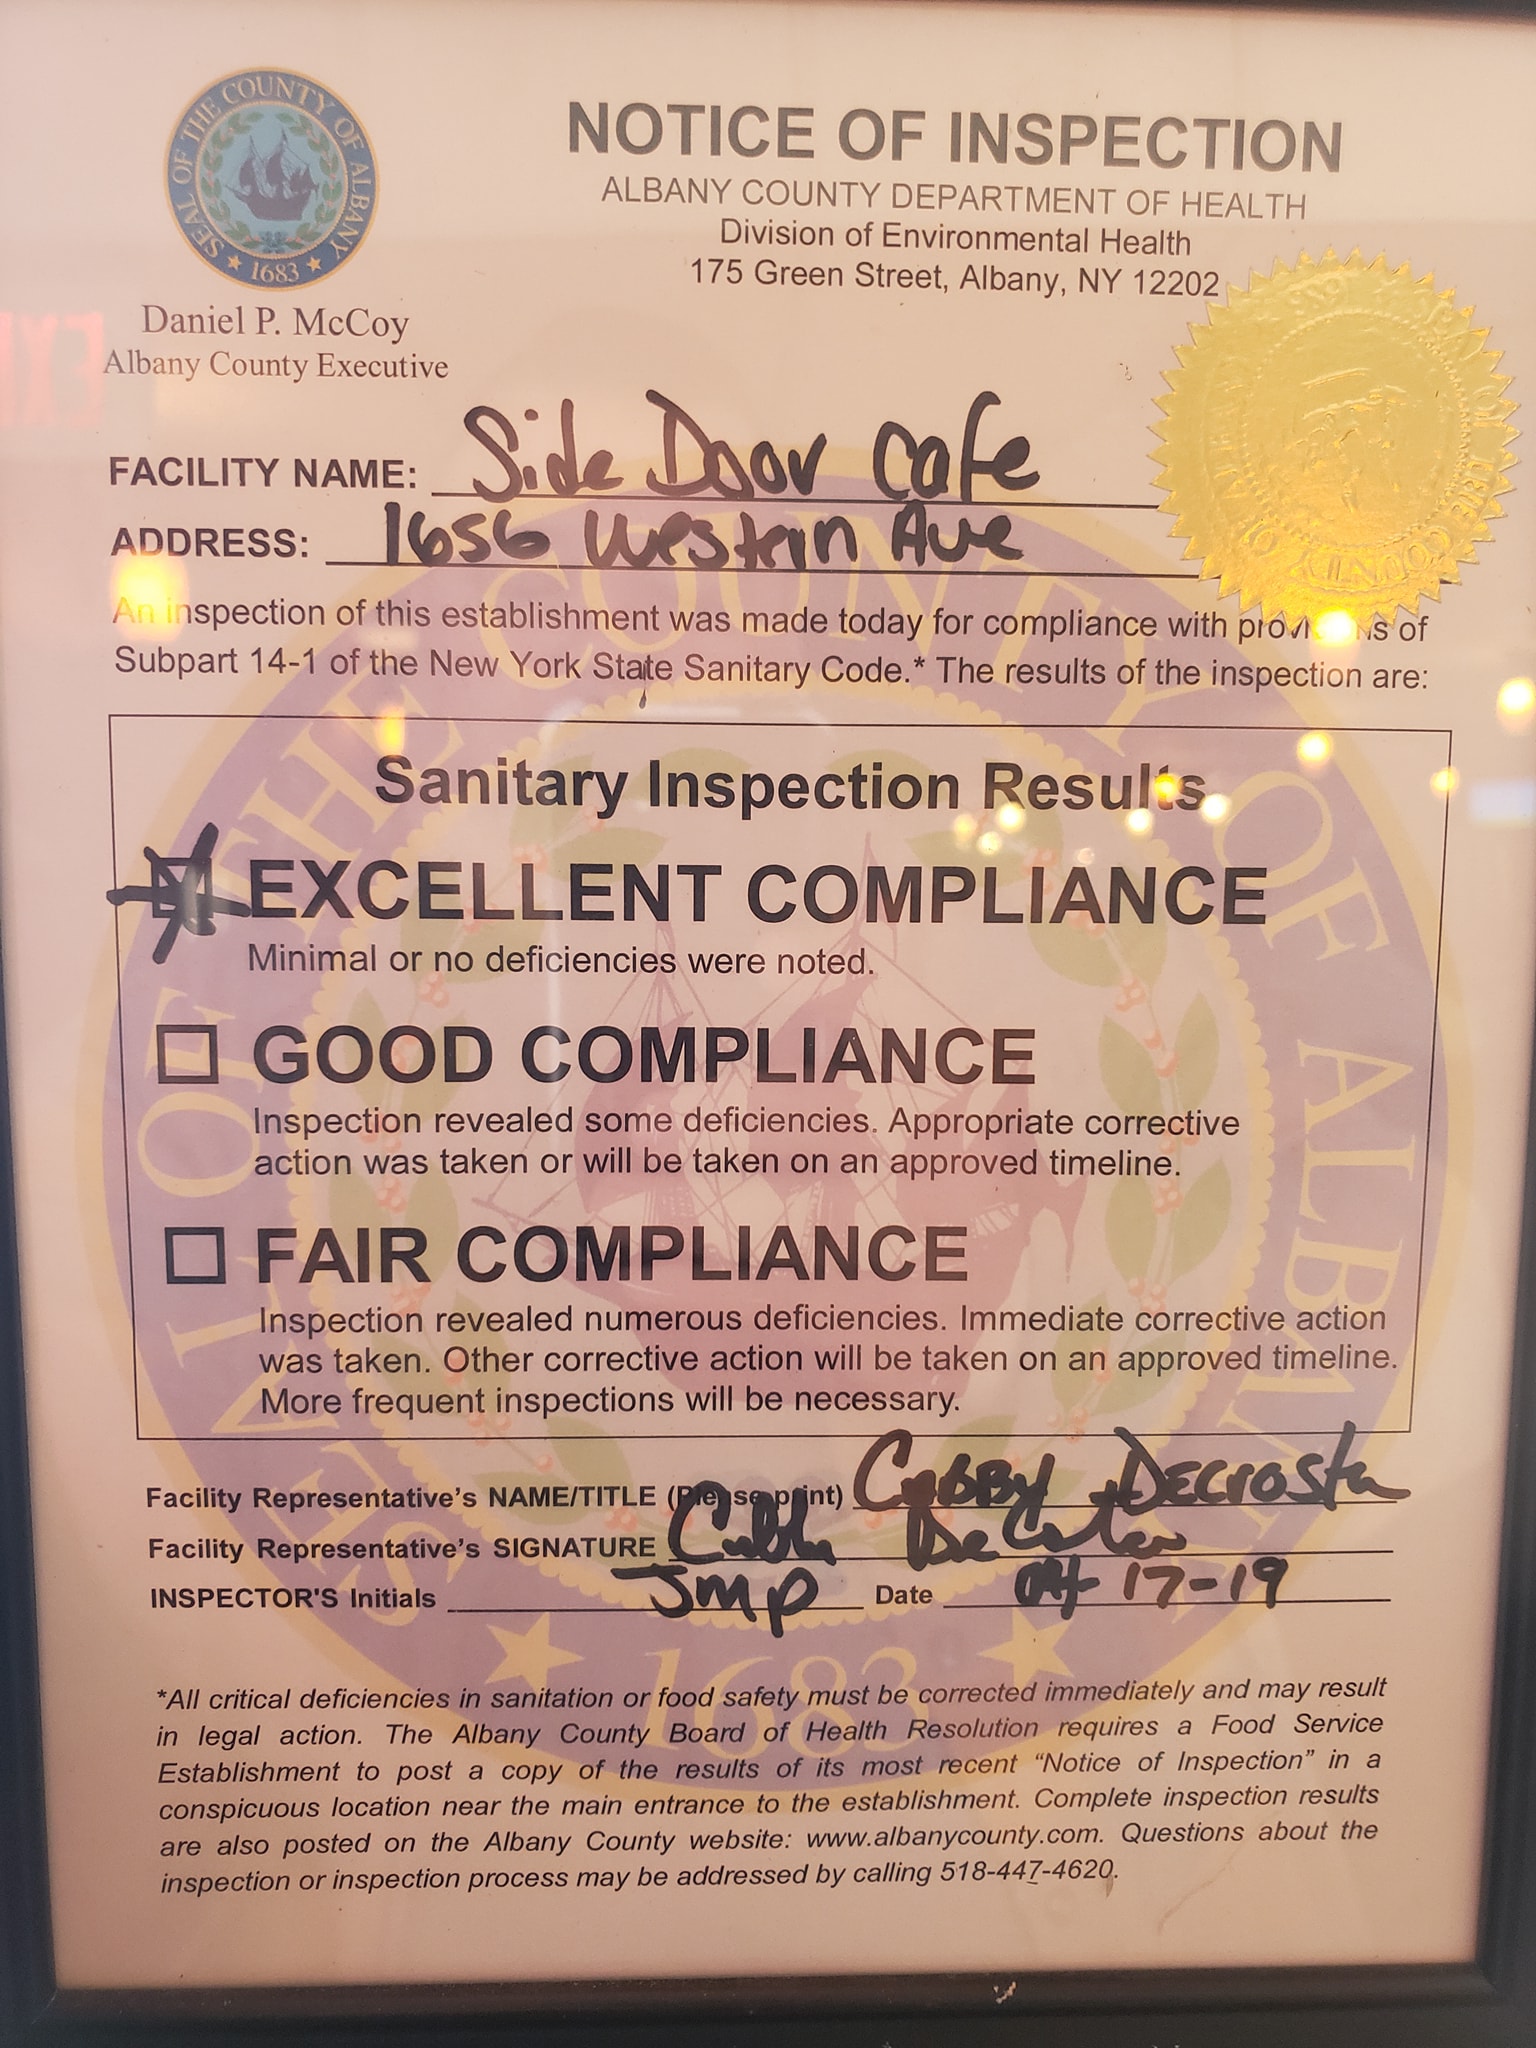 SEAL OF THE COUNTY OF ALBANY
★ 1683 ★
Daniel P. McCoy
Albany County Executive
NOTICE OF INSPECTION
ALBANY COUNTY DEPARTMENT OF HEALTH
Division of Environmental Health
175 Green Street, Albany, NY 12202
FACILITY NAME: Side Door Cafe
ADDRESS: 1656 Western Ave
An inspection of this establishment was made today for compliance with provisions of
Subpart 14-1 of the New York State Sanitary Code.* The results of the inspection are:
Sanitary Inspection Results
EXCELLENT COMPLIANCE
Minimal or no deficiencies were noted.
GOOD COMPLIANCE
Inspection revealed some deficiencies. Appropriate corrective
action was taken or will be taken on an approved timeline.
FAIR COMPLIANCE
Inspection revealed numerous deficiencies. Immediate corrective action
was taken. Other corrective action will be taken on an approved timeline.
More frequent inspections will be necessary.
Facility Representative's NAME/TITLE (Please print) Cabby Decrosta
Facility Representative's SIGNATURE
INSPECTOR'S Initials Jmp Date 04-17-19
SEAL OF THE COUNTY OF ALBANY
★ 1683 ★
*All critical deficiencies in sanitation or food safety must be corrected immediately and may result
in legal action. The Albany County Board of Health Resolution requires a Food Service
Establishment to post a copy of the results of its most recent “Notice of Inspection” in a
conspicuous location near the main entrance to the establishment. Complete inspection results
are also posted on the Albany County website: www.albanycounty.com. Questions about the
inspection or inspection process may be addressed by calling 518-447-4620.